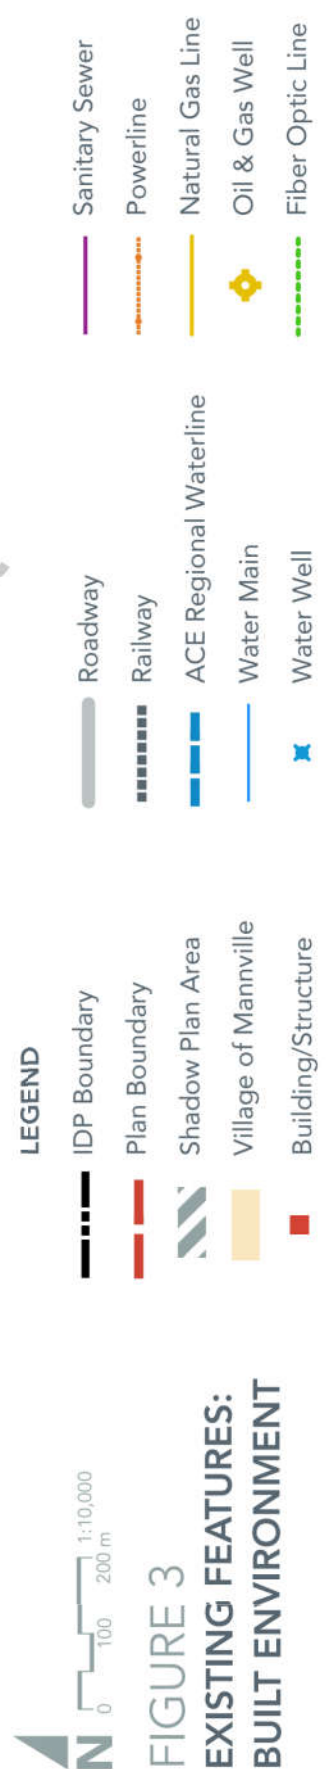 N
0 100 200 m 1:10,000
FIGURE 3
EXISTING FEATURES:
BUILT ENVIRONMENT
LEGEND
IDP Boundary
Plan Boundary
Shadow Plan Area
Village of Mannville
Building/Structure
Roadway
Railway
ACE Regional Waterline
Water Main
Water Well
Sanitary Sewer
Powerline
Natural Gas Line
Oil & Gas Well
Fiber Optic Line